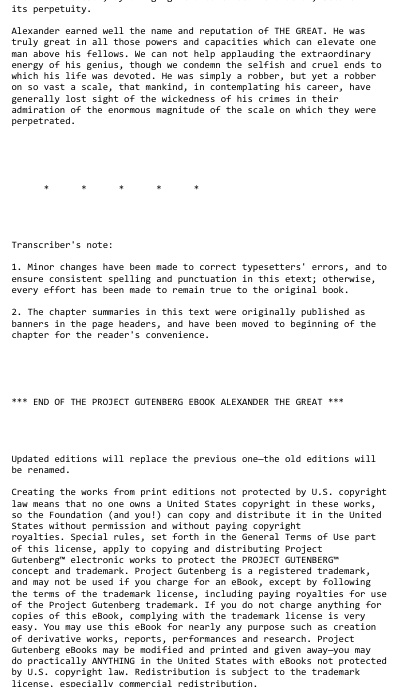 its perpetuity.
Alexander earned well the name and reputation of THE GREAT. He was
truly great in all those powers and capacities which can elevate one
man above his fellows. We can not help applauding the extraordinary
energy of his genius, though we condemn the selfish and cruel ends to
which his life was devoted. He was simply a robber, but yet a robber
on so vast a scale, that mankind, in contemplating his career, have
generally lost sight of the wickedness of his crimes in their
admiration of the enormous magnitude of the scale on which they were
perpetrated.
* * * * *
Transcriber's note:
1. Minor changes have been made to correct typesetters' errors, and to
ensure consistent spelling and punctuation in this etext; otherwise,
every effort has been made to remain true to the original book.
2. The chapter summaries in this text were originally published as
banners in the page headers, and have been moved to beginning of the
chapter for the reader's convenience.
*** END OF THE PROJECT GUTENBERG EBOOK ALEXANDER THE GREAT ***
Updated editions will replace the previous one—the old editions will
be renamed.
Creating the works from print editions not protected by U.S. copyright
law means that no one owns a United States copyright in these works,
so the Foundation (and you!) can copy and distribute it in the United
States without permission and without paying copyright
royalties. Special rules, set forth in the General Terms of Use part
of this license, apply to copying and distributing Project
Gutenberg™ electronic works to protect the PROJECT GUTENBERG™
concept and trademark. Project Gutenberg is a registered trademark,
and may not be used if you charge for an eBook, except by following
the terms of the trademark license, including paying royalties for use
of the Project Gutenberg trademark. If you do not charge anything for
copies of this eBook, complying with the trademark license is very
easy. You may use this eBook for nearly any purpose such as creation
of derivative works, reports, performances and research. Project
Gutenberg eBooks may be modified and printed and given away—you may
do practically ANYTHING in the United States with eBooks not protected
by U.S. copyright law. Redistribution is subject to the trademark
license, especially commercial redistribution.